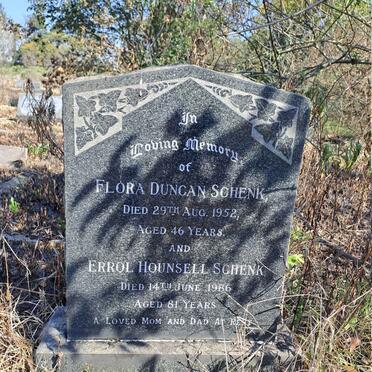 In
Loving Memory
of
FLORA DUNCAN SCHENK,
DIED 29TH AUG. 1952,
AGED 46 YEARS.
AND
ERROL HOUNSELL SCHENK
DIED 14TH JUNE 1986
AGED 81 YEARS
A LOVED MOM AND DAD AT REST